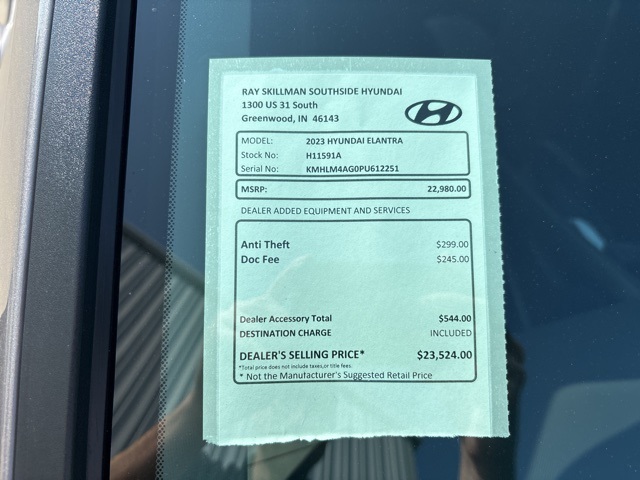 RAY SKILLMAN SOUTHSIDE HYUNDAI
1300 US 31 South
Greenwood, IN 46143
MODEL: 2023 HYUNDAI ELANTRA
Stock No: H11591A
Serial No: KMHLM4AG0PU612251
MSRP: 22,980.00
DEALER ADDED EQUIPMENT AND SERVICES
Anti Theft $299.00
Doc Fee $245.00
Dealer Accessory Total $544.00
DESTINATION CHARGE INCLUDED
DEALER'S SELLING PRICE* $23,524.00
*Total price does not include taxes,or title fees.
* Not the Manufacturer's Suggested Retail Price